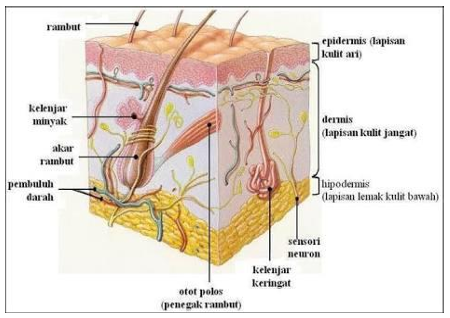 rambut
epidermis (lapisan
kulit ari)
kelenjar
minyak
dermis
(lapisan kulit jangat)
akar
rambut
pembuluh
darah
hipodermis
(lapisan lemak kulit bawah)
sensori
neuron
kelenjar
keringat
otot polos
(penegak rambut)